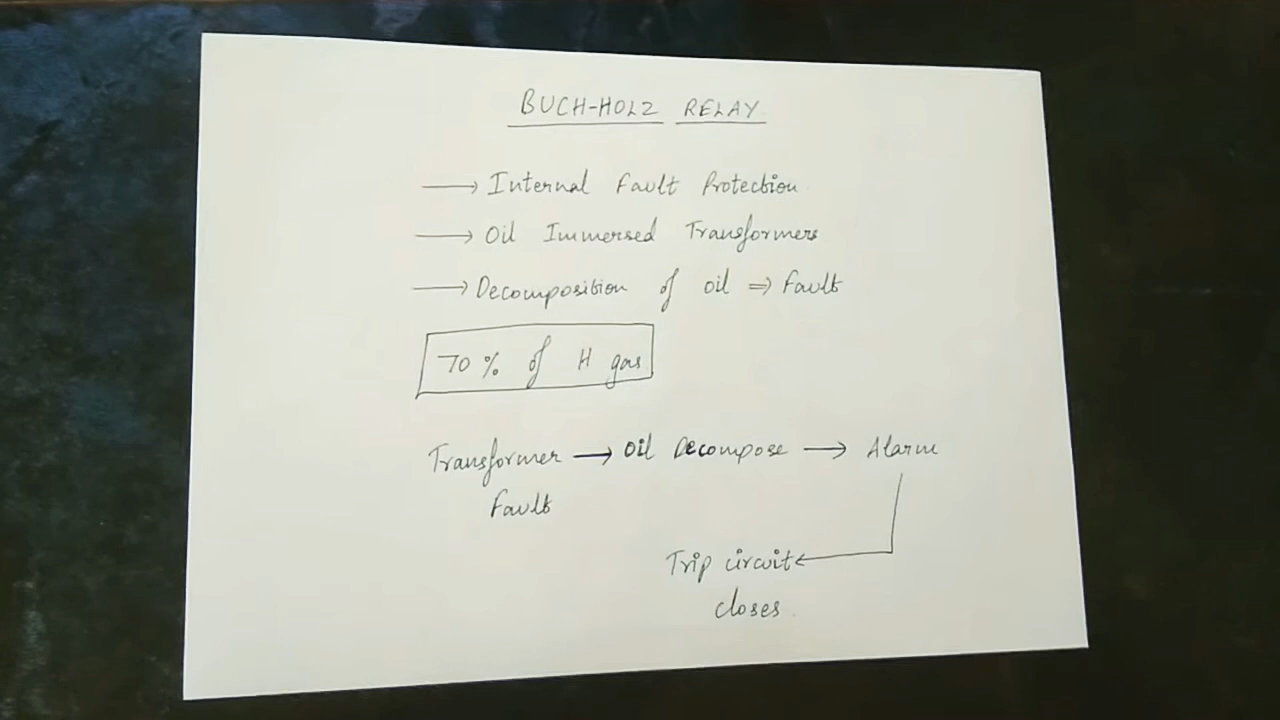 BUCH-HOLZ RELAY
→ Internal Fault Protection
→ Oil Immersed Transformers
→ Decomposition of oil ⇒ Fault
70 % of H gas
Transformer → Oil Decompose → Alarm
Fault
Trip circuit ←
closes